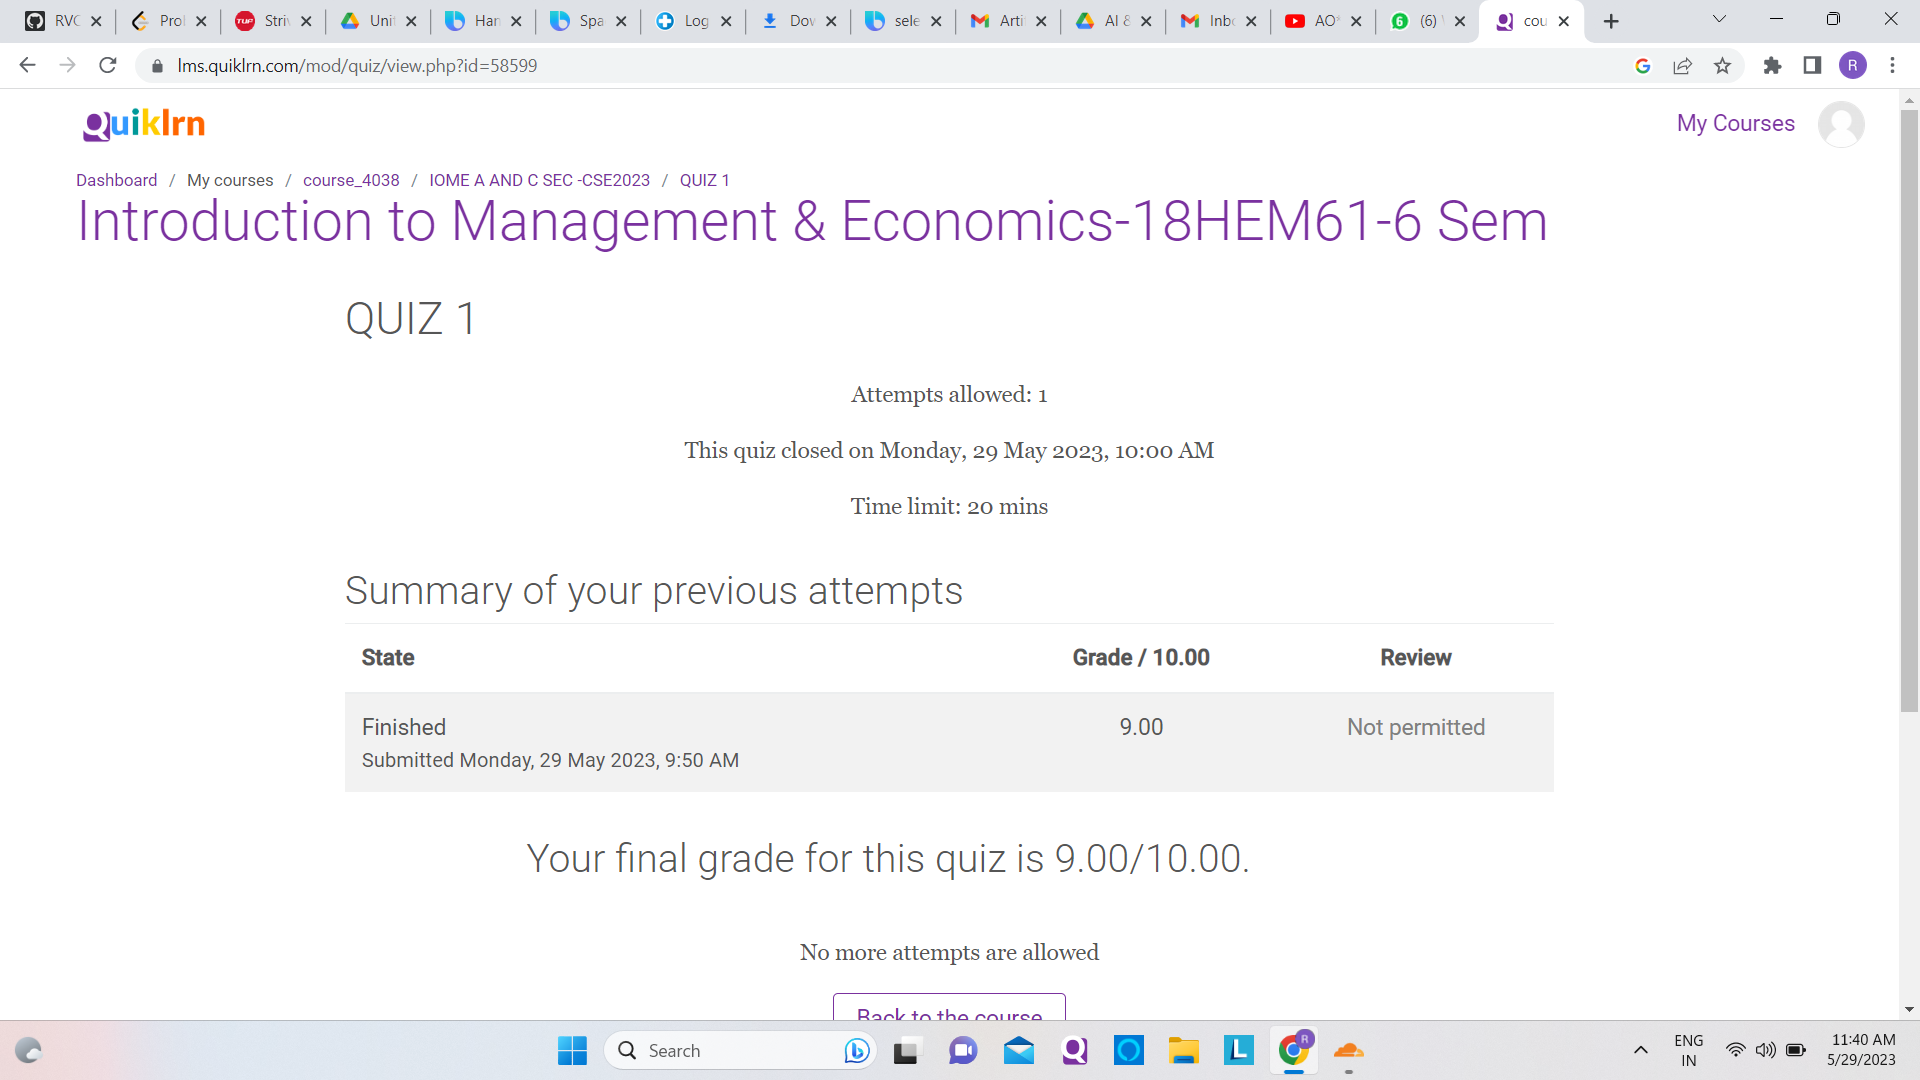 RVC
Prol
TUF
Striv
Unit
Han
Spa
Log
Dow
sele
Arti
AI &
Inbo
AO*
6
(6)
cou
lms.quiklrn.com/mod/quiz/view.php?id=58599
R
Quiklrn
My Courses
Dashboard / My courses / course_4038 / IOME A AND C SEC -CSE2023 / QUIZ 1
Introduction to Management & Economics-18HEM61-6 Sem
QUIZ 1
Attempts allowed: 1
This quiz closed on Monday, 29 May 2023, 10:00 AM
Time limit: 20 mins
Summary of your previous attempts
State Grade / 10.00 Review
Finished 9.00 Not permitted
Submitted Monday, 29 May 2023, 9:50 AM
Your final grade for this quiz is 9.00/10.00.
No more attempts are allowed
Back to the course
Search
L
R
ENG
IN
11:40 AM
5/29/2023